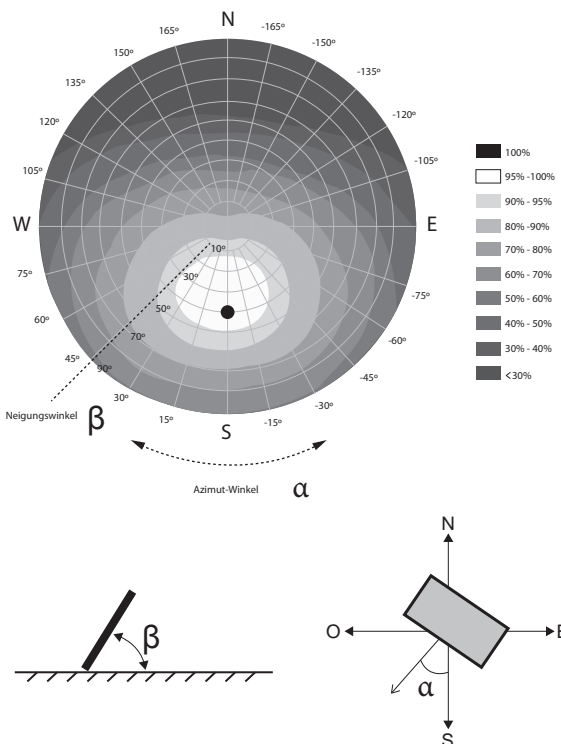 N
165º
-165º
150º
-150º
135º
-135º
120º
-120º
105º
-105º
W
E
75º
-75º
60º
-60º
45º
-45º
30º
-30º
15º
-15º
S
10º
30º
50º
70º
90º
100%
95% -100%
90% - 95%
80% -90%
70% - 80%
60% - 70%
50% - 60%
40% - 50%
30% - 40%
<30%
Neigungswinkel β
Azimut-Winkel α
β
N
O
E
α
S